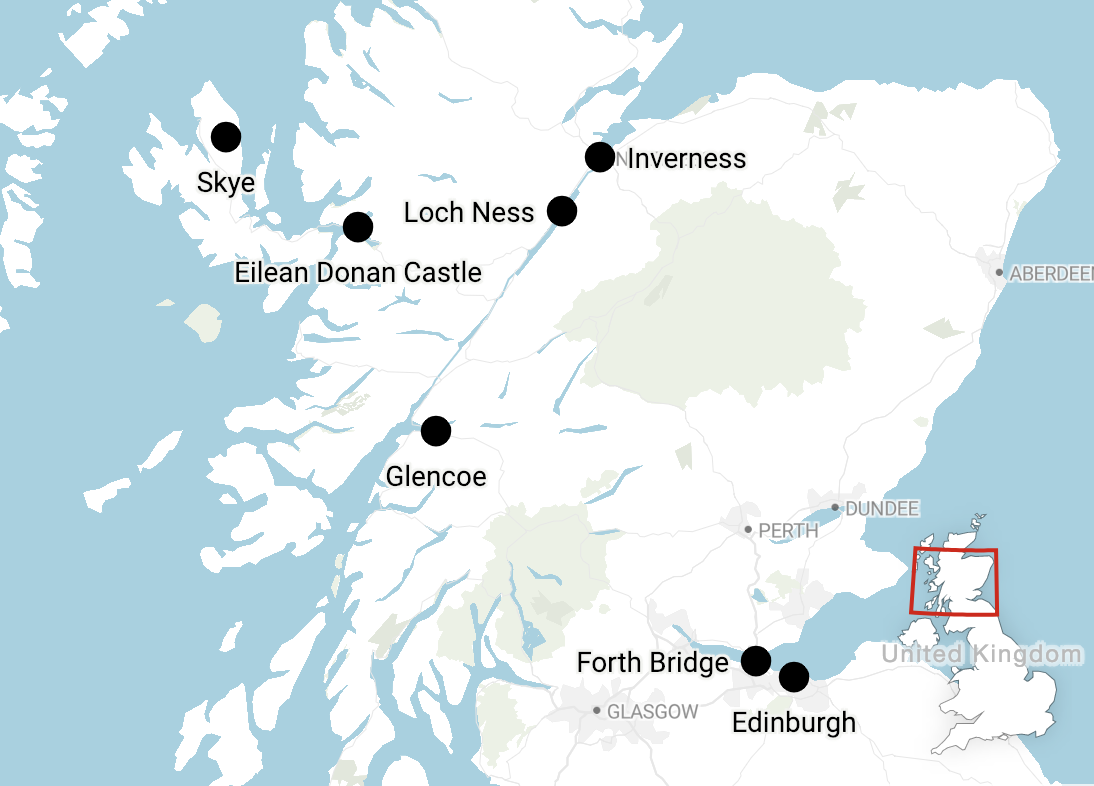 Inverness
Skye
Loch Ness
Eilean Donan Castle
ABERDEEN
Glencoe
DUNDEE
PERTH
United Kingdom
Forth Bridge
GLASGOW
Edinburgh